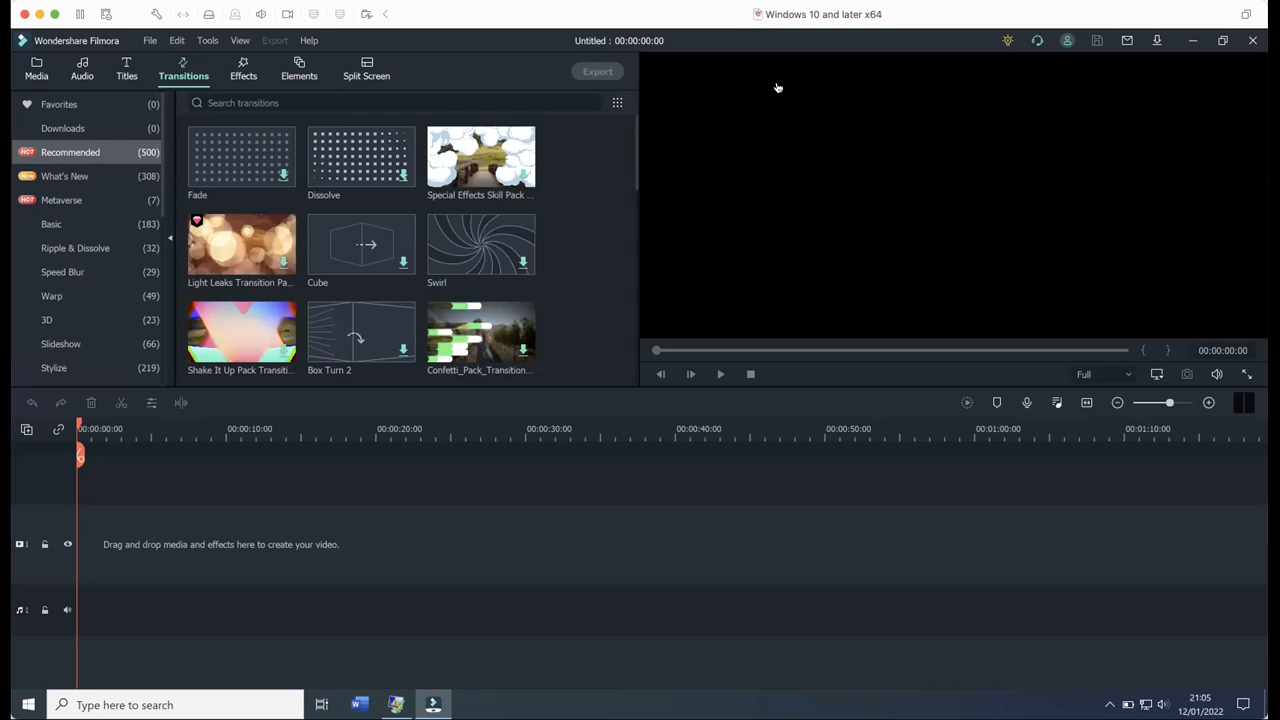 Windows 10 and later x64
Wondershare Filmora File Edit Tools View Export Help Untitled : 00:00:00:00
Media Audio Titles Transitions Effects Elements Split Screen Export
Favorites (0)
Downloads (0)
HOT Recommended (500)
What's New (308)
HOT Metaverse (7)
Basic (183)
Ripple & Dissolve (32)
Speed Blur (29)
Warp (49)
3D (23)
Slideshow (66)
Stylize (219)
Search transitions
Fade Dissolve Special Effects Skill Pack ...
Light Leaks Transition Pa... Cube Swirl
Shake It Up Pack Transiti... Box Turn 2 Confetti_Pack_Transition...
{ } 00:00:00:00
Full
00:00:00:00 00:00:10:00 00:00:20:00 00:00:30:00 00:00:40:00 00:00:50:00 00:01:00:00 00:01:10:00
1 Drag and drop media and effects here to create your video.
1
Type here to search
21:05
12/01/2022